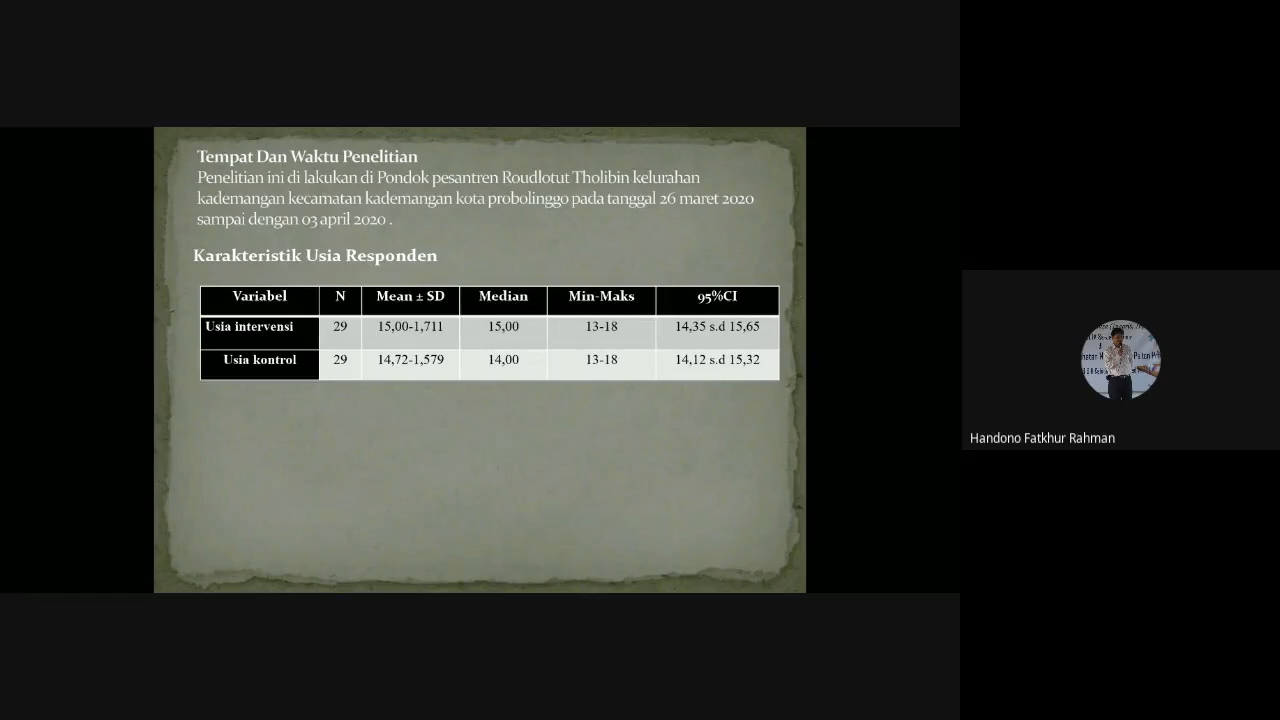 Tempat Dan Waktu Penelitian
Penelitian ini di lakukan di Pondok pesantren Roudlotut Tholibin kelurahan
kademangan kecamatan kademangan kota probolinggo pada tanggal 26 maret 2020
sampai dengan 03 april 2020 .
Karakteristik Usia Responden
Variabel N Mean ± SD Median Min-Maks 95%CI
Usia intervensi 29 15,00-1,711 15,00 13-18 14,35 s.d 15,65
Usia kontrol 29 14,72-1,579 14,00 13-18 14,12 s.d 15,32
Handono Fatkhur Rahman